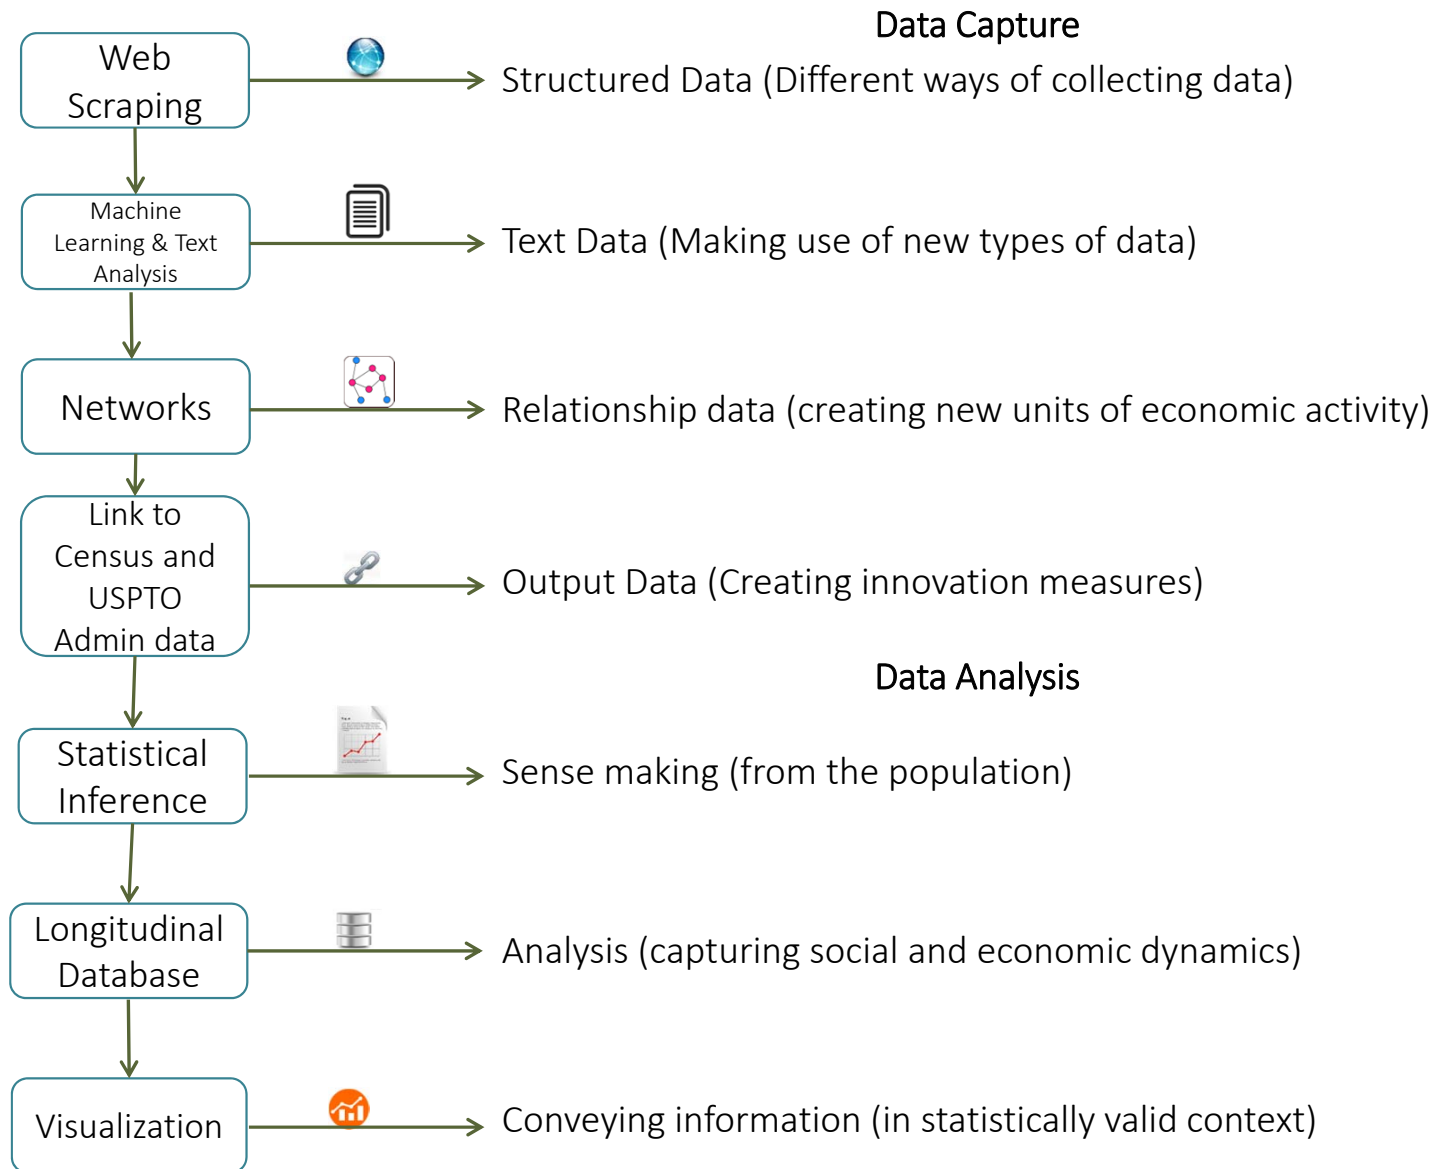 Data Capture
Web
Scraping
Structured Data (Different ways of collecting data)
Machine
Learning & Text
Analysis
Text Data (Making use of new types of data)
Networks
Relationship data (creating new units of economic activity)
Link to
Census and
USPTO
Admin data
Output Data (Creating innovation measures)
Data Analysis
Statistical
Inference
Sense making (from the population)
Longitudinal
Database
Analysis (capturing social and economic dynamics)
Visualization
Conveying information (in statistically valid context)